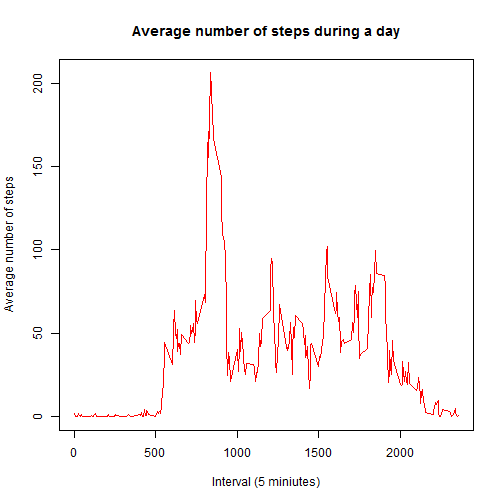 Average number of steps during a day
Average number of steps
200
150
100
50
0
0 500 1000 1500 2000
Interval (5 miniutes)